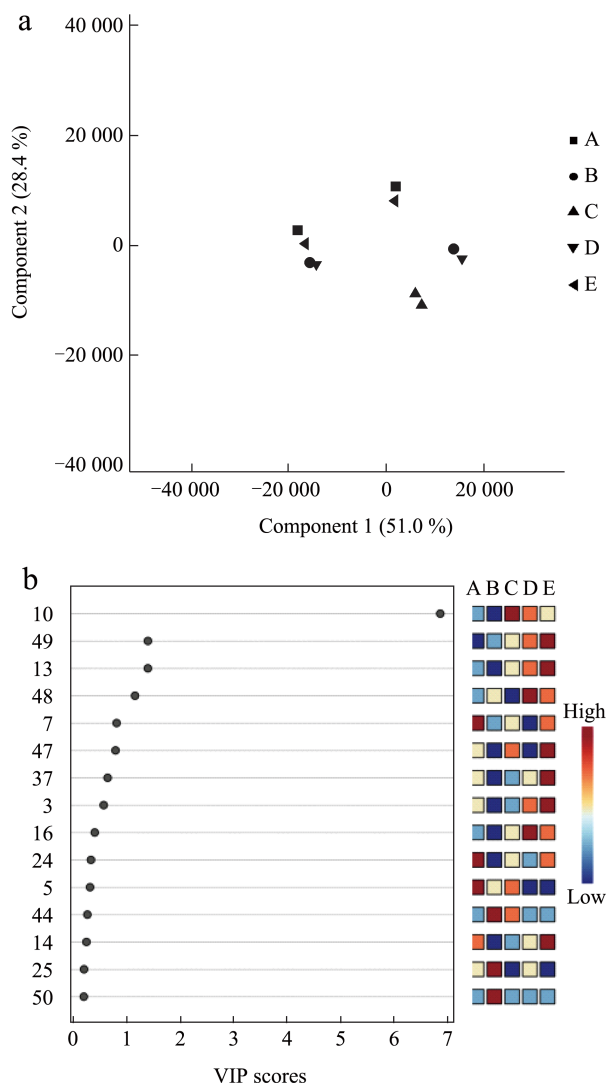 a
40 000
20 000
0
−20 000
−40 000
Component 2 (28.4 %)
−40 000 −20 000 0 20 000
Component 1 (51.0 %)
A
B
C
D
E
b
A B C D E
10
49
13
48
7
47
37
3
16
24
5
44
14
25
50
High
Low
0 1 2 3 4 5 6 7
VIP scores